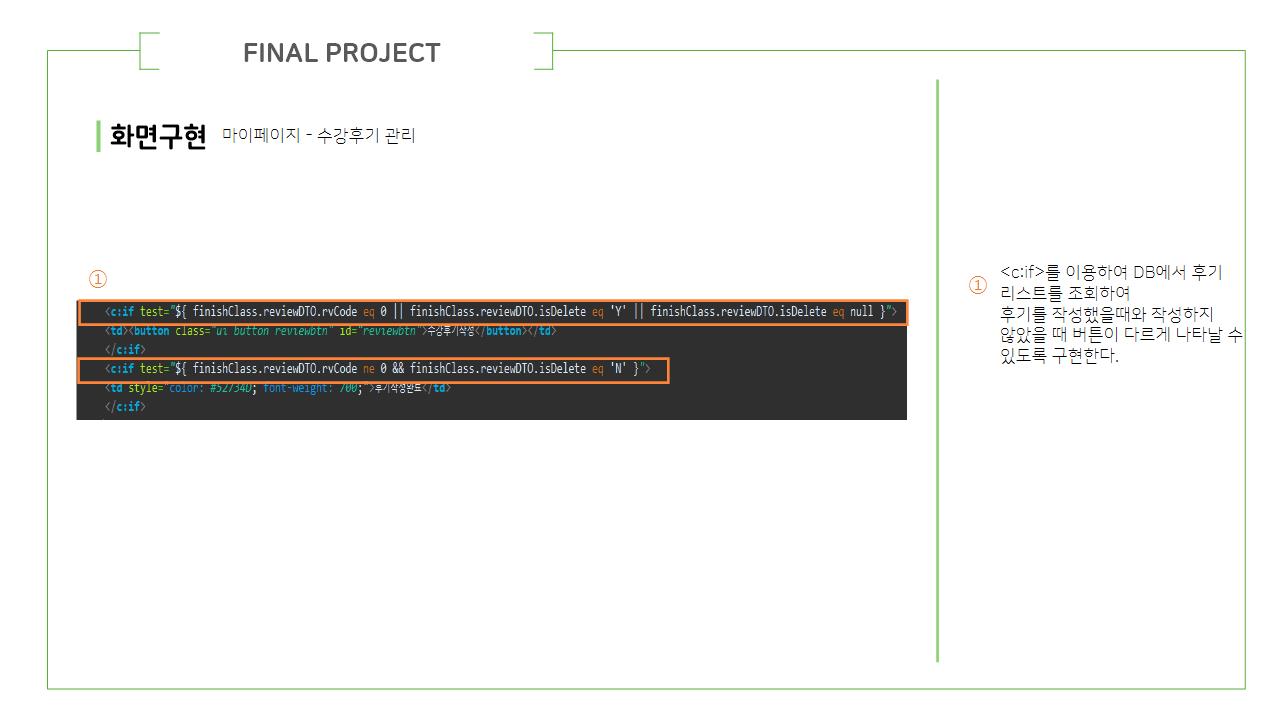 FINAL PROJECT
화면구현 마이페이지 - 수강후기 관리
①
<c:if test="${ finishClass.reviewDTO.rvCode eq 0 || finishClass.reviewDTO.isDelete eq 'Y' || finishClass.reviewDTO.isDelete eq null }">
<td><button class="ui button reviewbtn" id="reviewbtn">수강후기작성</button></td>
</c:if>
<c:if test="${ finishClass.reviewDTO.rvCode ne 0 && finishClass.reviewDTO.isDelete eq 'N' }">
<td style="color: #52734D; font-weight: 700;">후기작성완료</td>
</c:if>
① <c:if>를 이용하여 DB에서 후기
리스트를 조회하여
후기를 작성했을때와 작성하지
않았을 때 버튼이 다르게 나타날 수
있도록 구현한다.